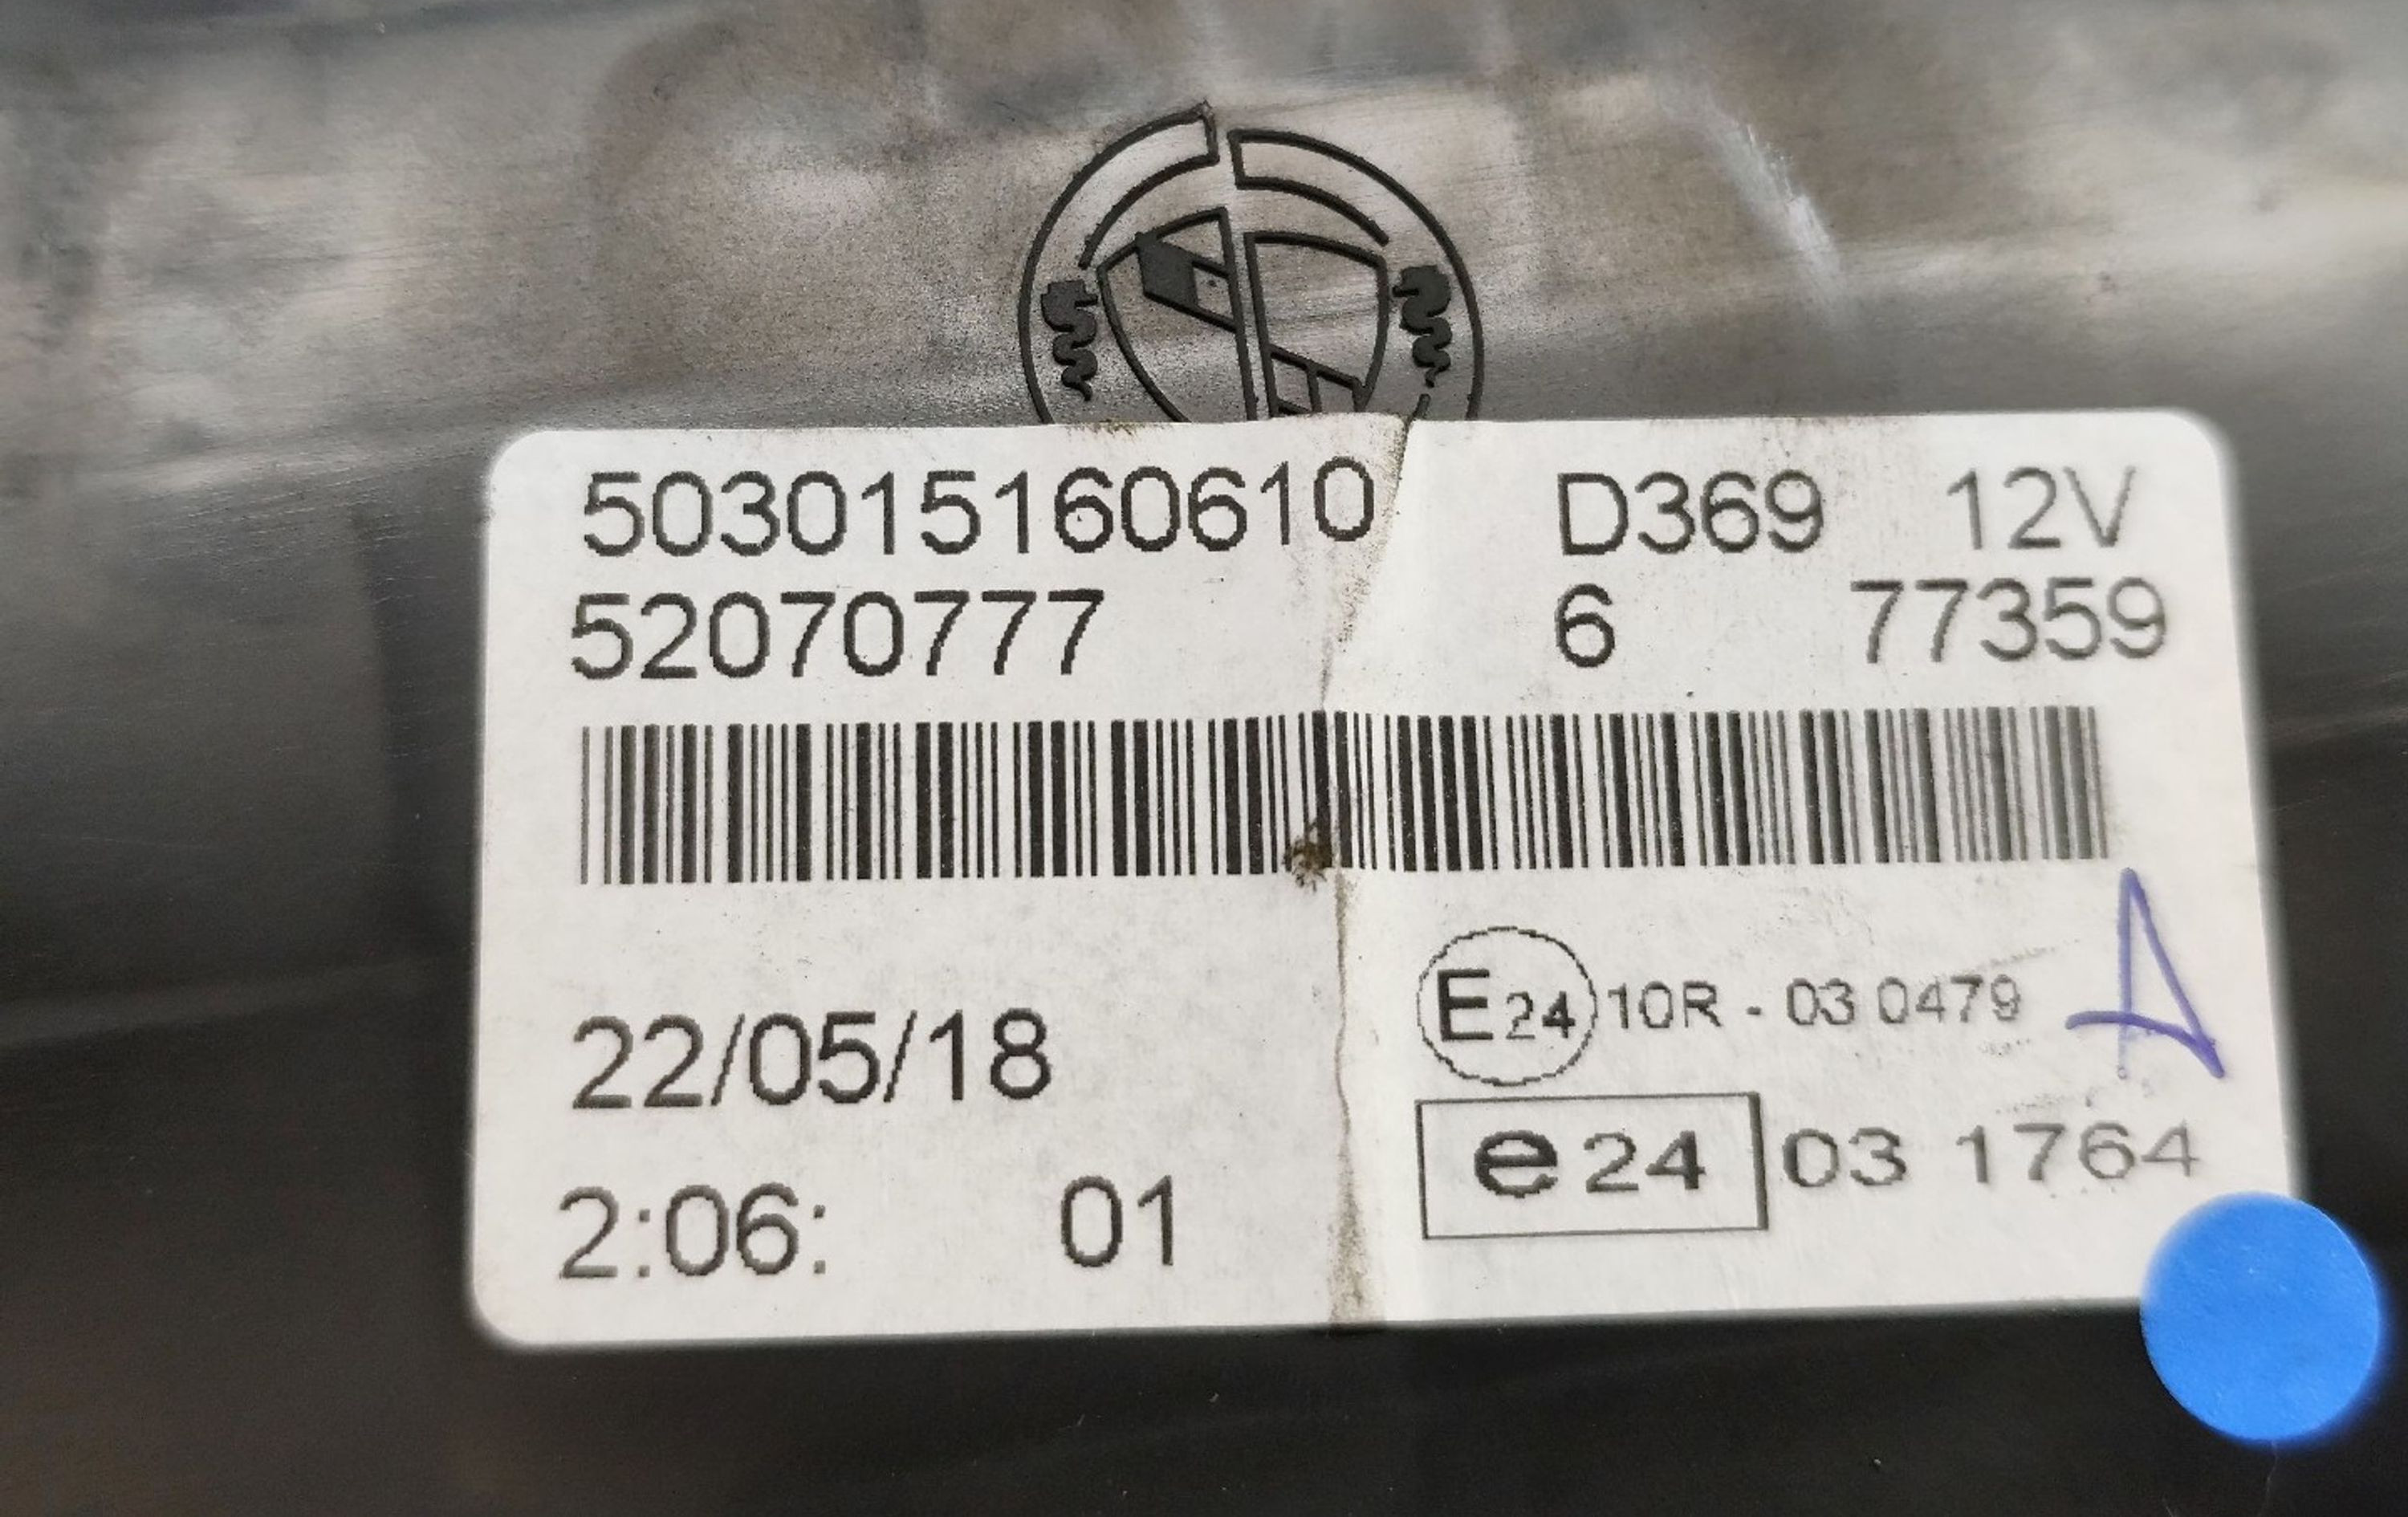 503015160610 D369 12V
52070777 6 77359
22/05/18
E24 10R - 03 0479
A
2:06: 01
e24 03 1764